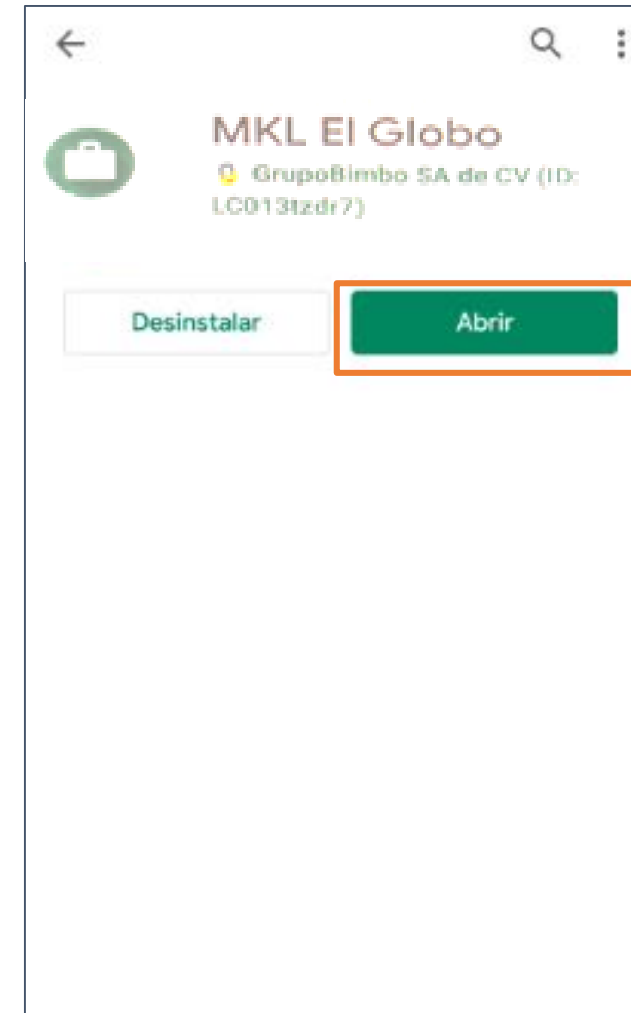 MKL El Globo
GrupoBimbo SA de CV (ID:
LC013tzdr7)
Desinstalar
Abrir